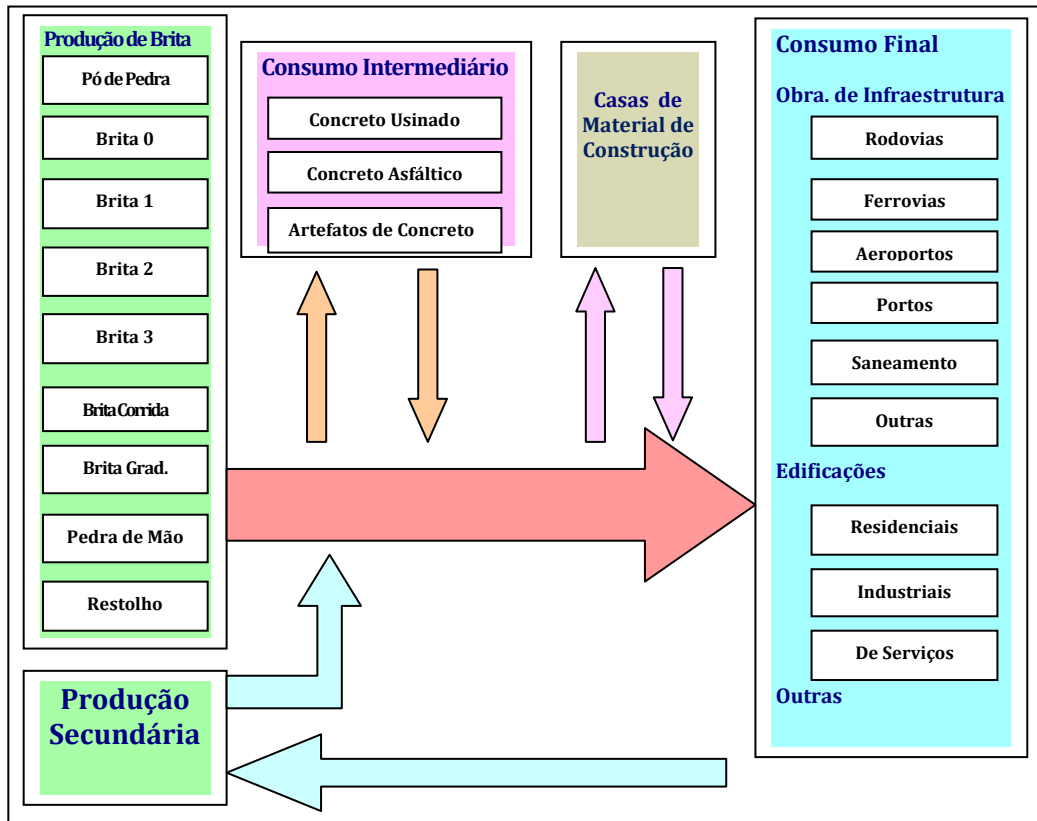 Produção de Brita
Pó de Pedra
Brita 0
Brita 1
Brita 2
Brita 3
Brita Corrida
Brita Grad.
Pedra de Mão
Restolho
Produção
Secundária
Consumo Intermediário
Concreto Usinado
Concreto Asfáltico
Artefatos de Concreto
Casas de
Material de
Construção
Consumo Final
Obra. de Infraestrutura
Rodovias
Ferrovias
Aeroportos
Portos
Saneamento
Outras
Edificações
Residenciais
Industriais
De Serviços
Outras